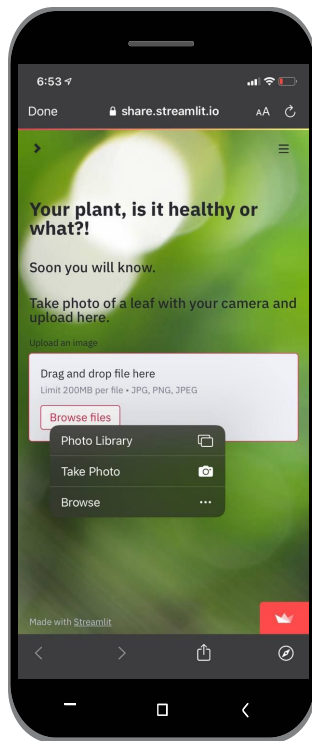 6:53
Done
share.streamlit.io
AA
Your plant, is it healthy or
what?!
Soon you will know.
Take photo of a leaf with your camera and
upload here.
Upload an image
Drag and drop file here
Limit 200MB per file • JPG, PNG, JPEG
Browse files
Photo Library
Take Photo
Browse
Made with Streamlit